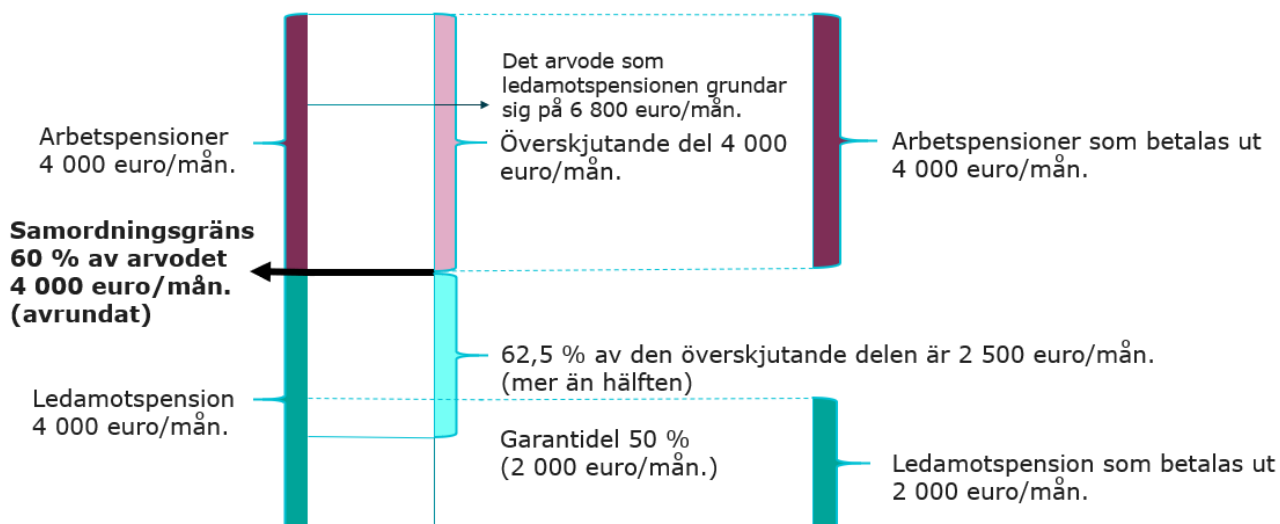 Det arvode som
ledamotspensionen grundar
sig på 6 800 euro/mån.
Arbetspensioner
4 000 euro/mån.
Överskjutande del 4 000
euro/mån.
Arbetspensioner som betalas ut
4 000 euro/mån.
Samordningsgräns
60 % av arvodet
4 000 euro/mån.
(avrundat)
62,5 % av den överskjutande delen är 2 500 euro/mån.
(mer än hälften)
Ledamotspension
4 000 euro/mån.
Garantidel 50 %
(2 000 euro/mån.)
Ledamotspension som betalas ut
2 000 euro/mån.